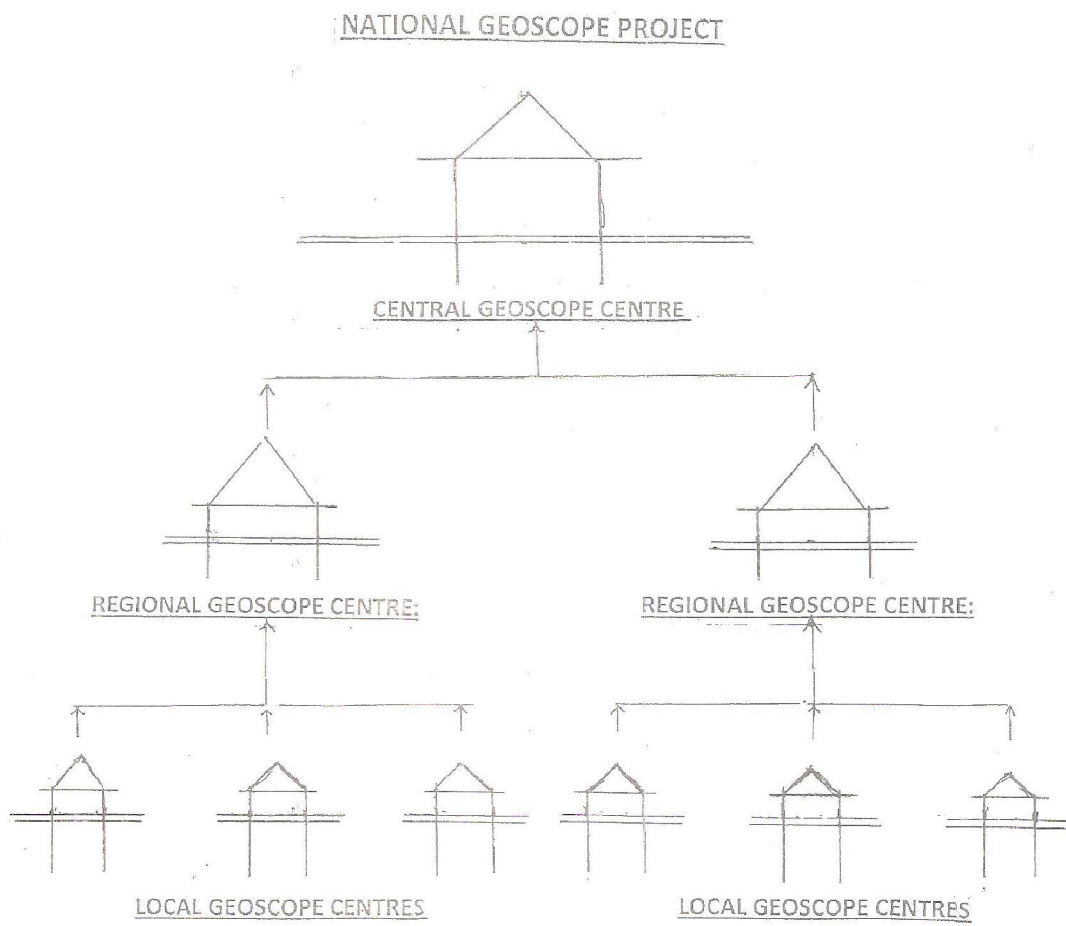 NATIONAL GEOSCOPE PROJECT
CENTRAL GEOSCOPE CENTRE
REGIONAL GEOSCOPE CENTRE:
REGIONAL GEOSCOPE CENTRE:
LOCAL GEOSCOPE CENTRES
LOCAL GEOSCOPE CENTRES